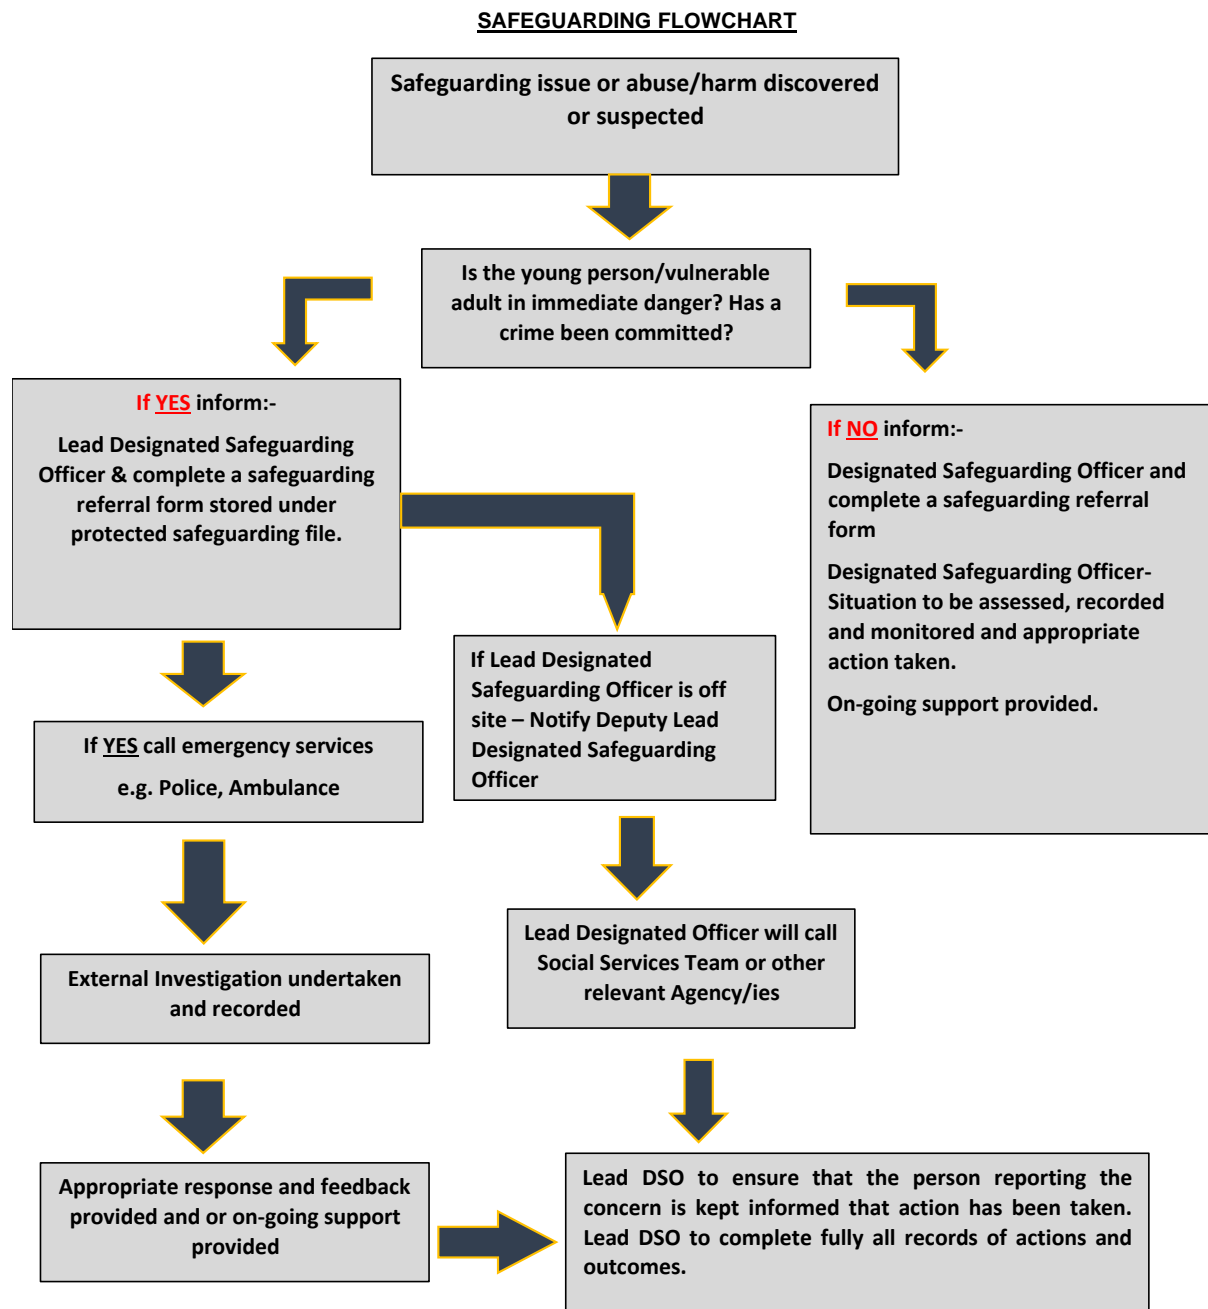 SAFEGUARDING FLOWCHART
Safeguarding issue or abuse/harm discovered
or suspected
Is the young person/vulnerable
adult in immediate danger? Has a
crime been committed?
If YES inform:-
Lead Designated Safeguarding
Officer & complete a safeguarding
referral form stored under
protected safeguarding file.
If NO inform:-
Designated Safeguarding Officer and
complete a safeguarding referral
form
Designated Safeguarding Officer-
Situation to be assessed, recorded
and monitored and appropriate
action taken.
On-going support provided.
If Lead Designated
Safeguarding Officer is off
site – Notify Deputy Lead
Designated Safeguarding
Officer
If YES call emergency services
e.g. Police, Ambulance
Lead Designated Officer will call
Social Services Team or other
relevant Agency/ies
External Investigation undertaken
and recorded
Appropriate response and feedback
provided and or on-going support
provided
Lead DSO to ensure that the person reporting the
concern is kept informed that action has been taken.
Lead DSO to complete fully all records of actions and
outcomes.